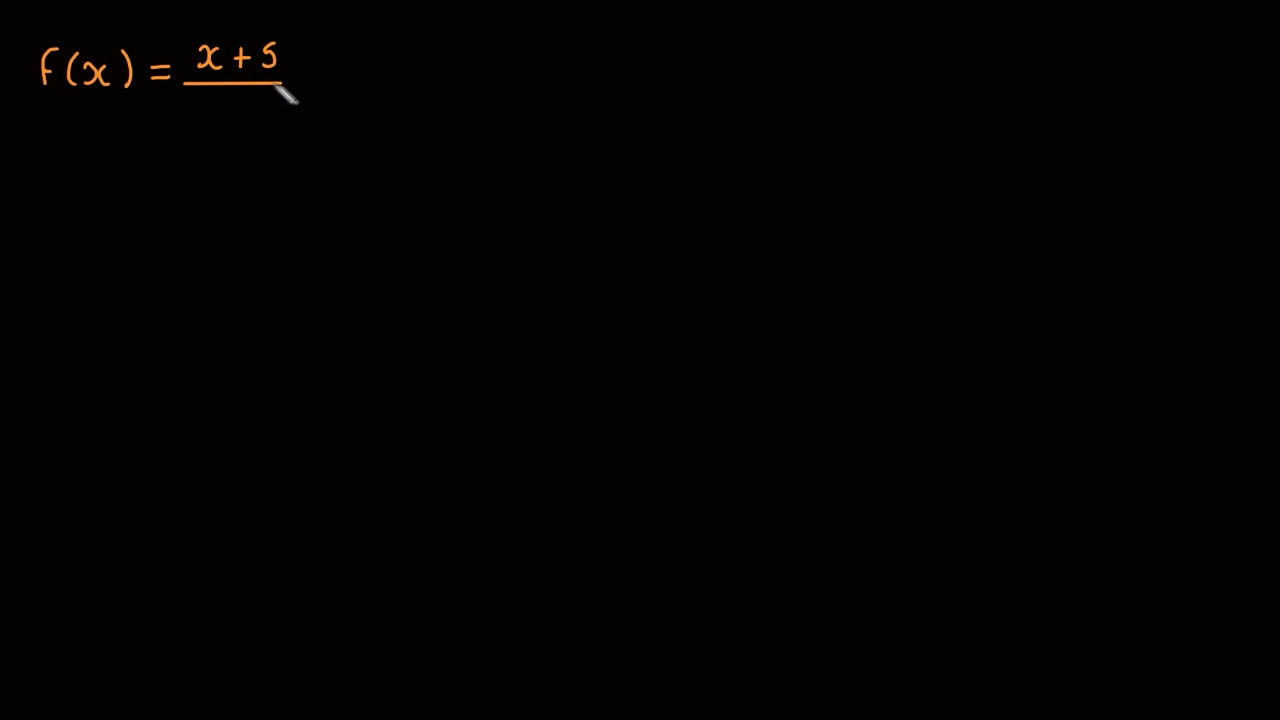 f(x) = x + 5